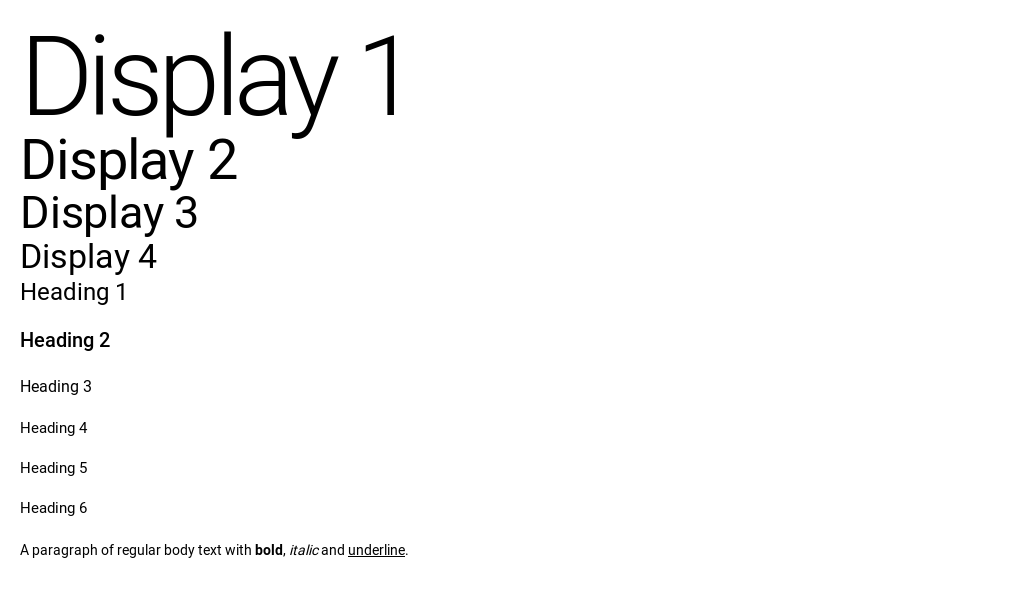 Display 1
Display 2
Display 3
Display 4
Heading 1
Heading 2
Heading 3
Heading 4
Heading 5
Heading 6
A paragraph of regular body text with bold, italic and underline.